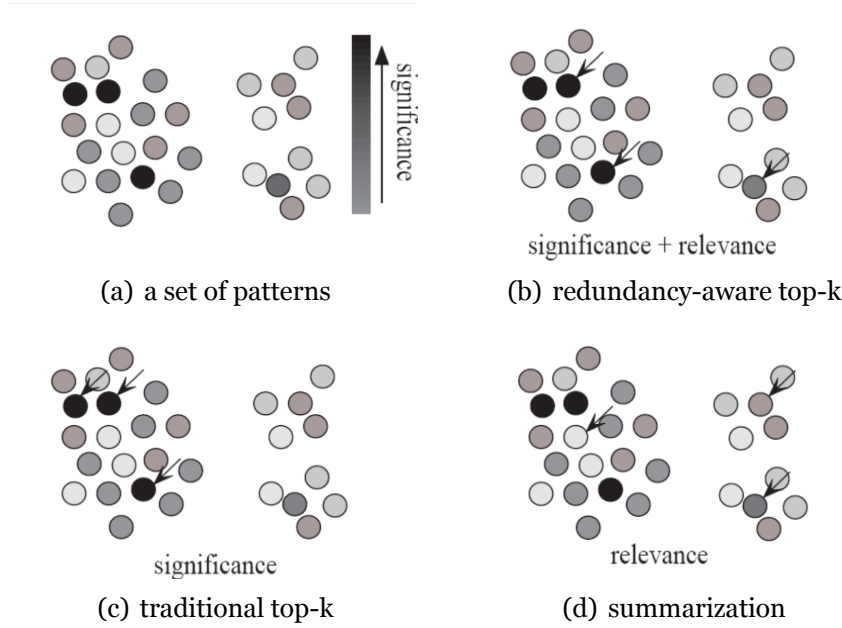 significance
significance + relevance
(a) a set of patterns
(b) redundancy-aware top-k
significance
relevance
(c) traditional top-k
(d) summarization